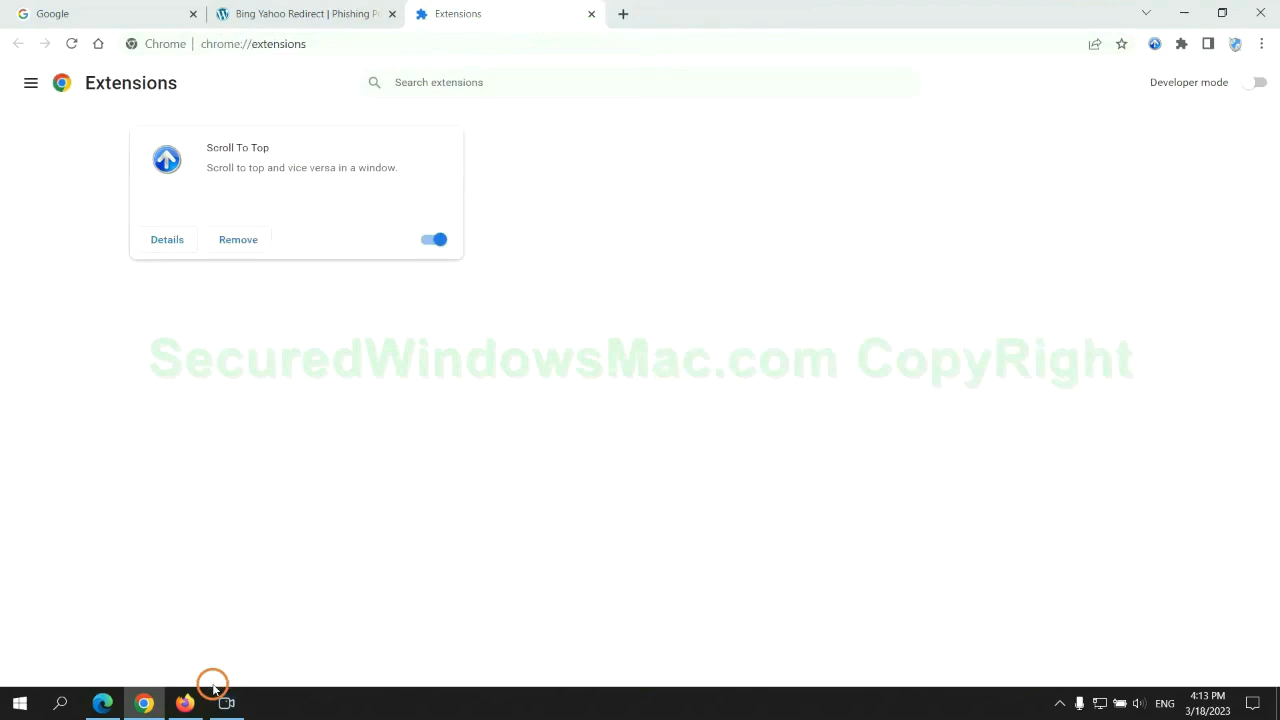 Google
Bing Yahoo Redirect | Phishing P
Extensions
Chrome
chrome://extensions
Extensions
Search extensions
Developer mode
Scroll To Top
Scroll to top and vice versa in a window.
Details
Remove
SecuredWindowsMac.com CopyRight
ENG
4:13 PM
3/18/2023